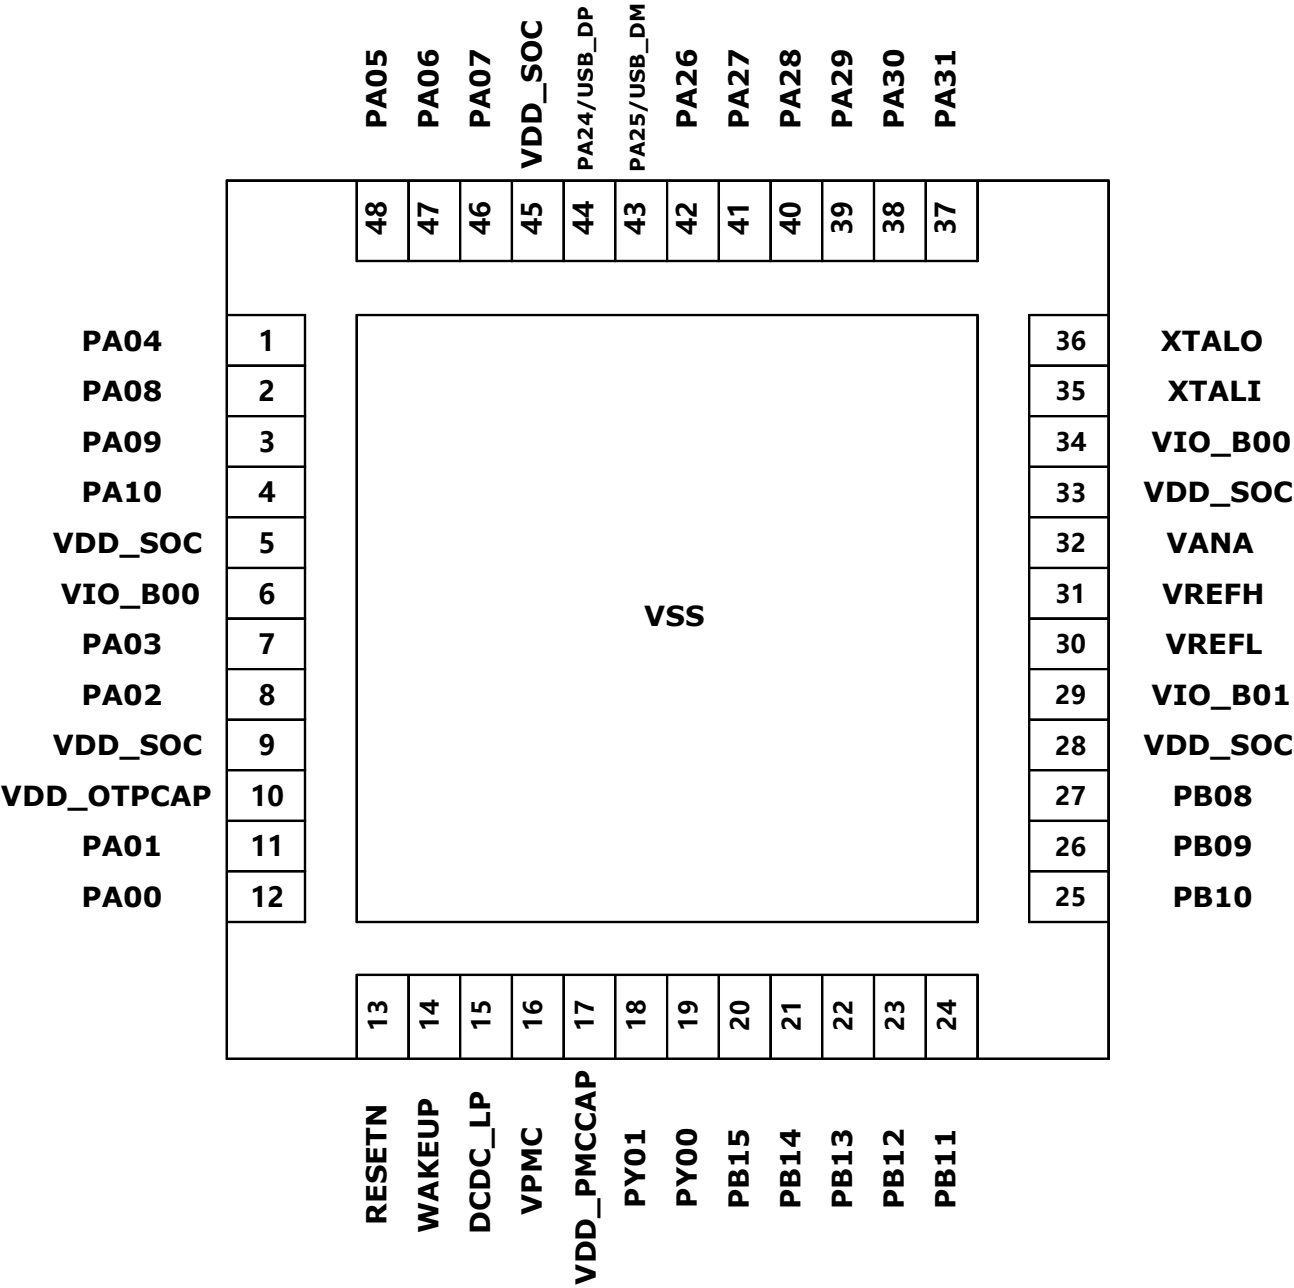 PA05
PA06
PA07
VDD_SOC
PA24/USB_DP
PA25/USB_DM
PA26
PA27
PA28
PA29
PA30
PA31
48
47
46
45
44
43
42
41
40
39
38
37
PA04 1 36 XTALO
PA08 2 35 XTALI
PA09 3 34 VIO_B00
PA10 4 33 VDD_SOC
VDD_SOC 5 32 VANA
VIO_B00 6 31 VREFH
VSS
PA03 7 30 VREFL
PA02 8 29 VIO_B01
VDD_SOC 9 28 VDD_SOC
VDD_OTPCAP 10 27 PB08
PA01 11 26 PB09
PA00 12 25 PB10
13
14
15
16
17
18
19
20
21
22
23
24
RESETN
WAKEUP
DCDC_LP
VPMC
VDD_PMCCAP
PY01
PY00
PB15
PB14
PB13
PB12
PB11